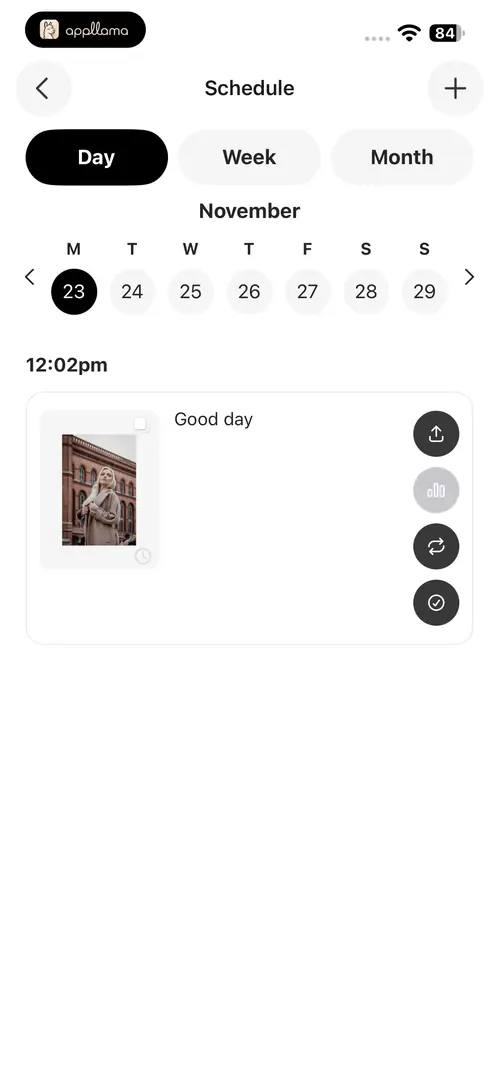 appllama
84
Schedule
Day Week Month
November
M T W T F S S
23 24 25 26 27 28 29
12:02pm
Good day